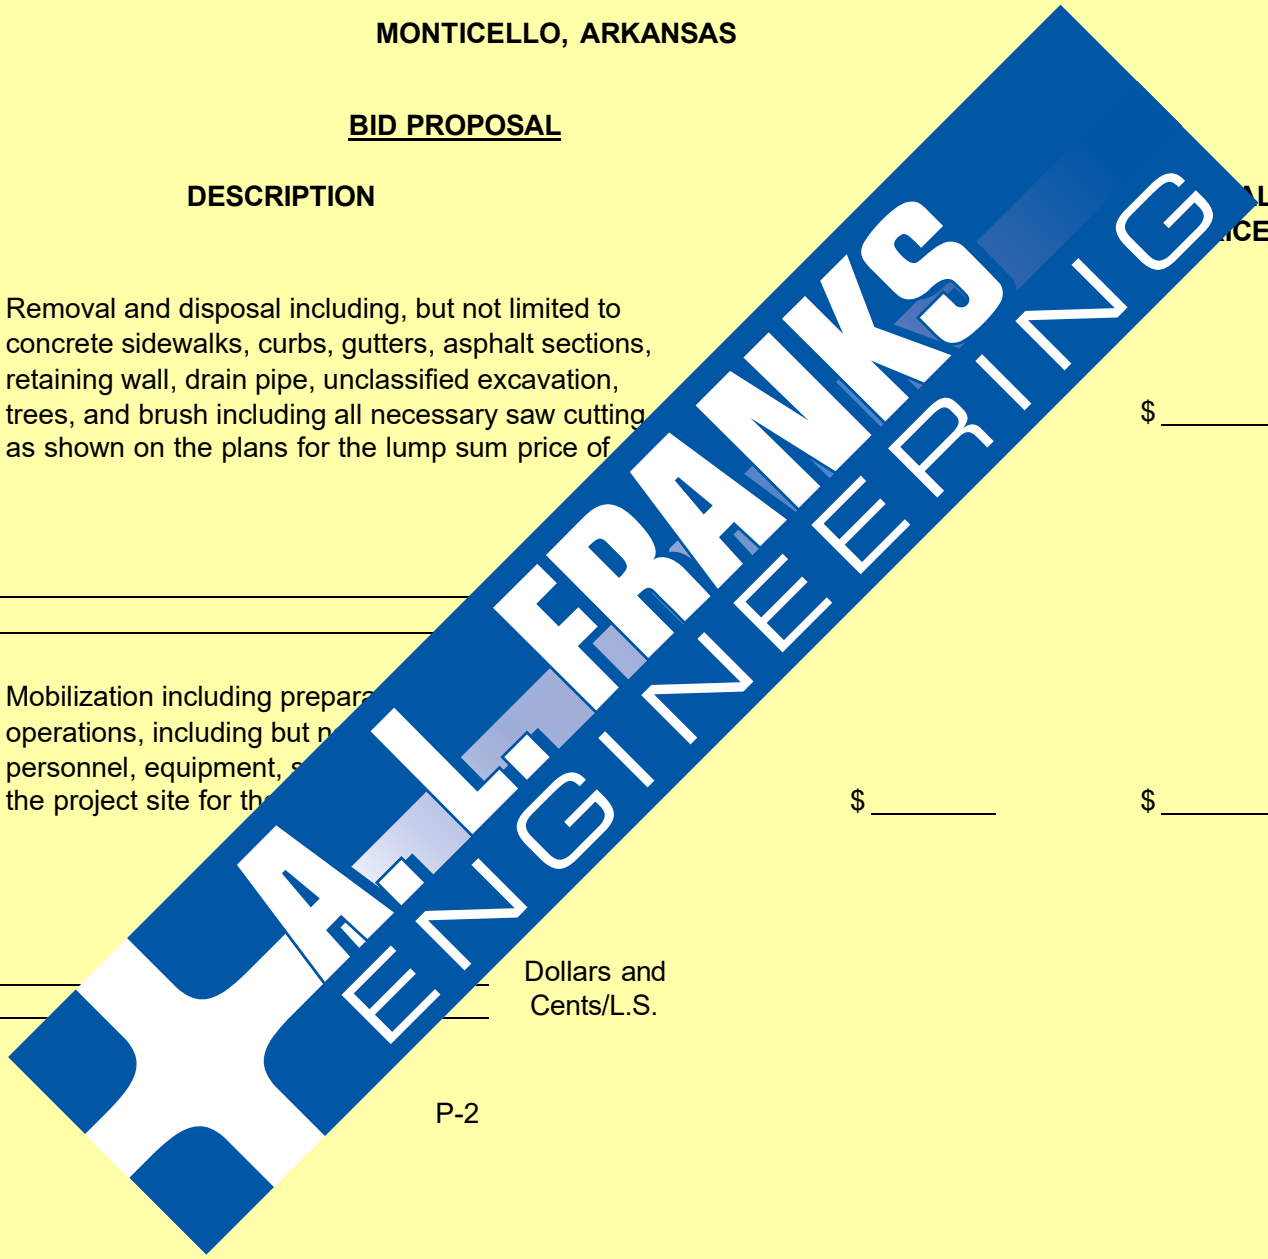 MONTICELLO, ARKANSAS
BID PROPOSAL
DESCRIPTION
Removal and disposal including, but not limited to
concrete sidewalks, curbs, gutters, asphalt sections,
retaining wall, drain pipe, unclassified excavation,
trees, and brush including all necessary saw cutting
as shown on the plans for the lump sum price of
$
Mobilization including
operations, including but
personnel, equipment,
the project site for
$ $
Dollars and
Cents/L.S.
P-2
A.L. FRANKS
ENGINEERING